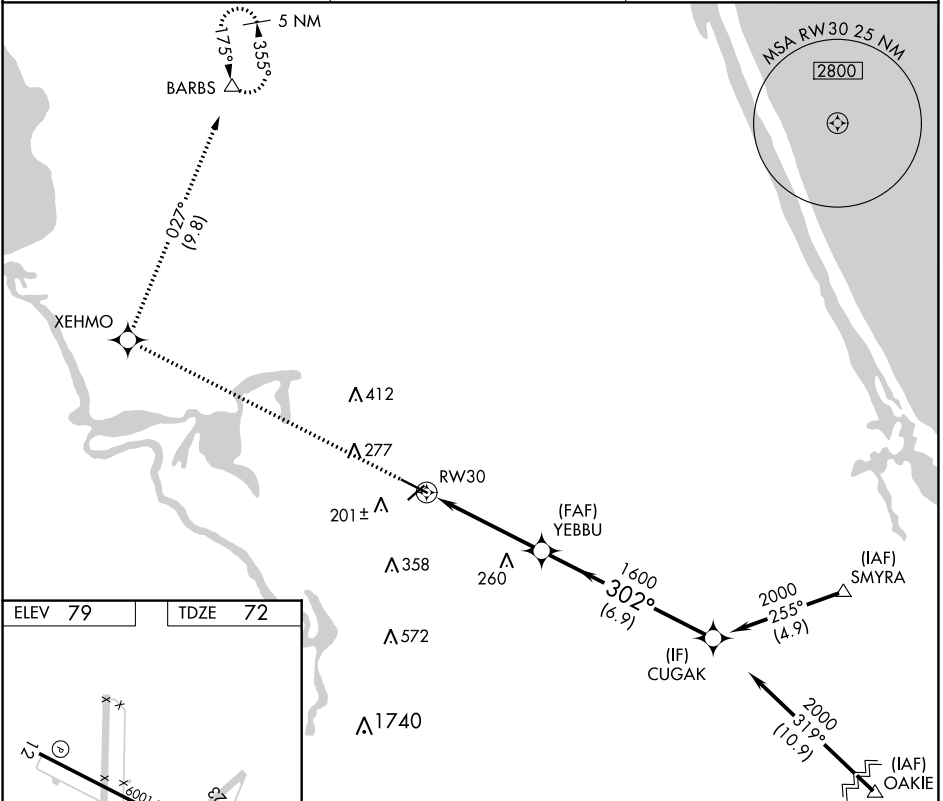 5 NM
175°
355°
BARBS
MSA RW30 25 NM
2800
027°
(9.8)
XEHMO
412
277
RW30
201±
(FAF)
YEBBU
358
260
1600
302°
(6.9)
(IAF)
SMYRA
2000
255°
(4.9)
572
(IF)
CUGAK
ELEV 79
TDZE 72
1740
2000
319°
(10.9)
(IAF)
OAKIE
X
X
12
P
X
X
6001
23